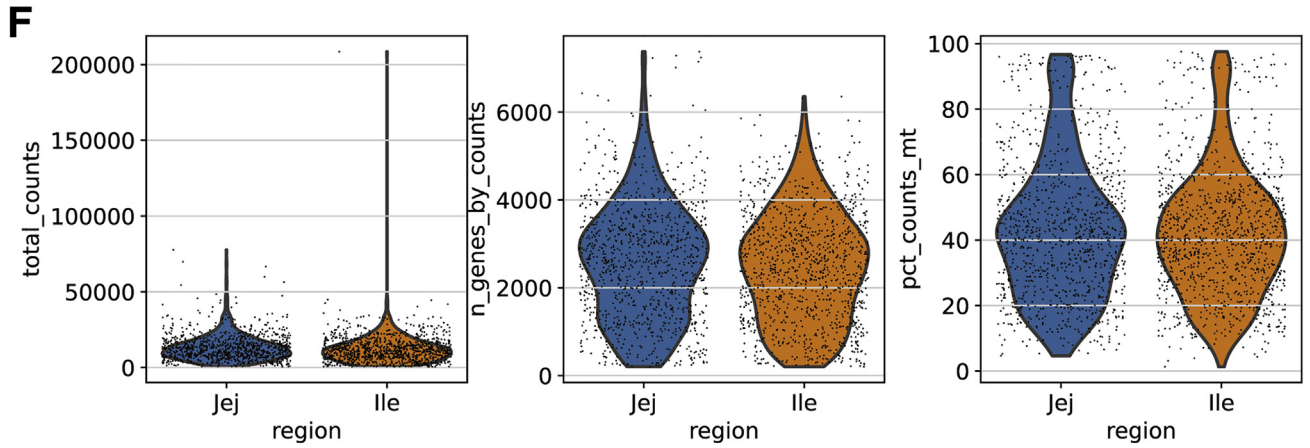 F
total_counts
200000
150000
100000
50000
0
Jej
Ile
region
n_genes_by_counts
6000
4000
2000
0
Jej
Ile
region
pct_counts_mt
100
80
60
40
20
0
Jej
Ile
region